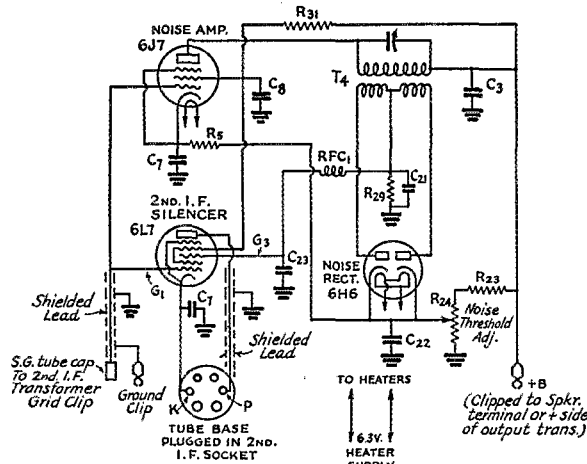 NOISE AMP.
6J7
R31
T4
C8
C3
R5
C7
RFC1
C21
R29
2ND. I.F.
SILENCER
6L7
G3
C23
NOISE
RECT.
6H6
R23
R24
Noise
Threshold
Adj.
G1
C7
Shielded
Lead
Shielded
Lead
C22
S.G. tube cap
To 2nd. I.F.
Transformer
Grid Clip
Ground
Clip
K
P
TUBE BASE
PLUGGED IN 2ND.
I.F. SOCKET
TO HEATERS
6.3V.
HEATER
SUPPLY
+B
(Clipped to Spkr.
terminal or + side
of output trans.)